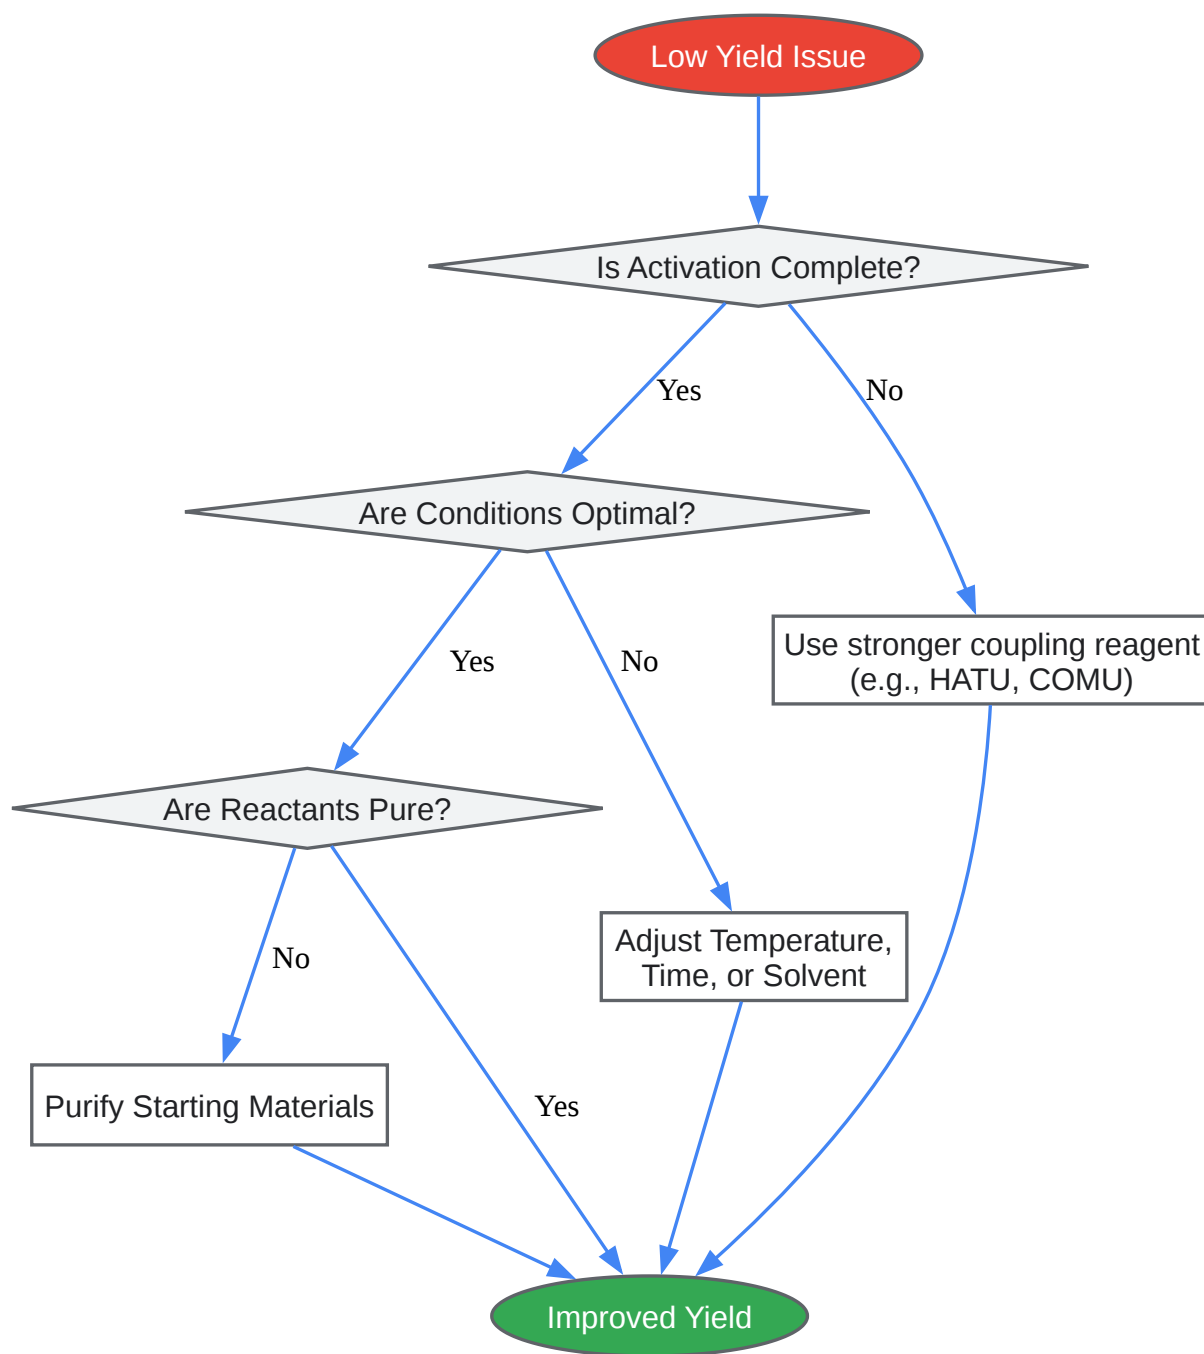 Low Yield Issue
Is Activation Complete?
Yes
No
Are Conditions Optimal?
Yes
No
Use stronger coupling reagent
(e.g., HATU, COMU)
Are Reactants Pure?
No
Yes
Adjust Temperature,
Time, or Solvent
Purify Starting Materials
Improved Yield